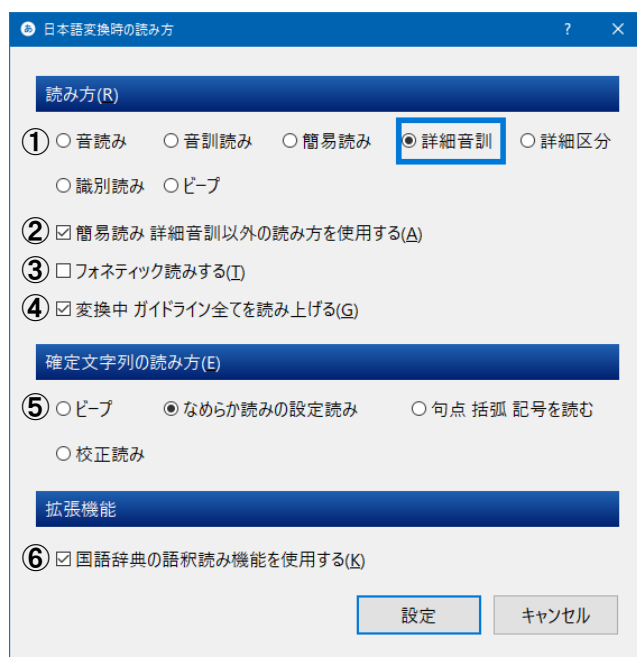 日本語変換時の読み方 ? ×
読み方(R)
① 音読み 音訓読み 簡易読み 詳細音訓 詳細区分
識別読み ビープ
② 簡易読み 詳細音訓以外の読み方を使用する(A)
③ フォネティック読みする(T)
④ 変換中 ガイドライン全てを読み上げる(G)
確定文字列の読み方(E)
⑤ ビープ なめらか読みの設定読み 句点 括弧 記号を読む
校正読み
拡張機能
⑥ 国語辞典の語釈読み機能を使用する(K)
設定 キャンセル